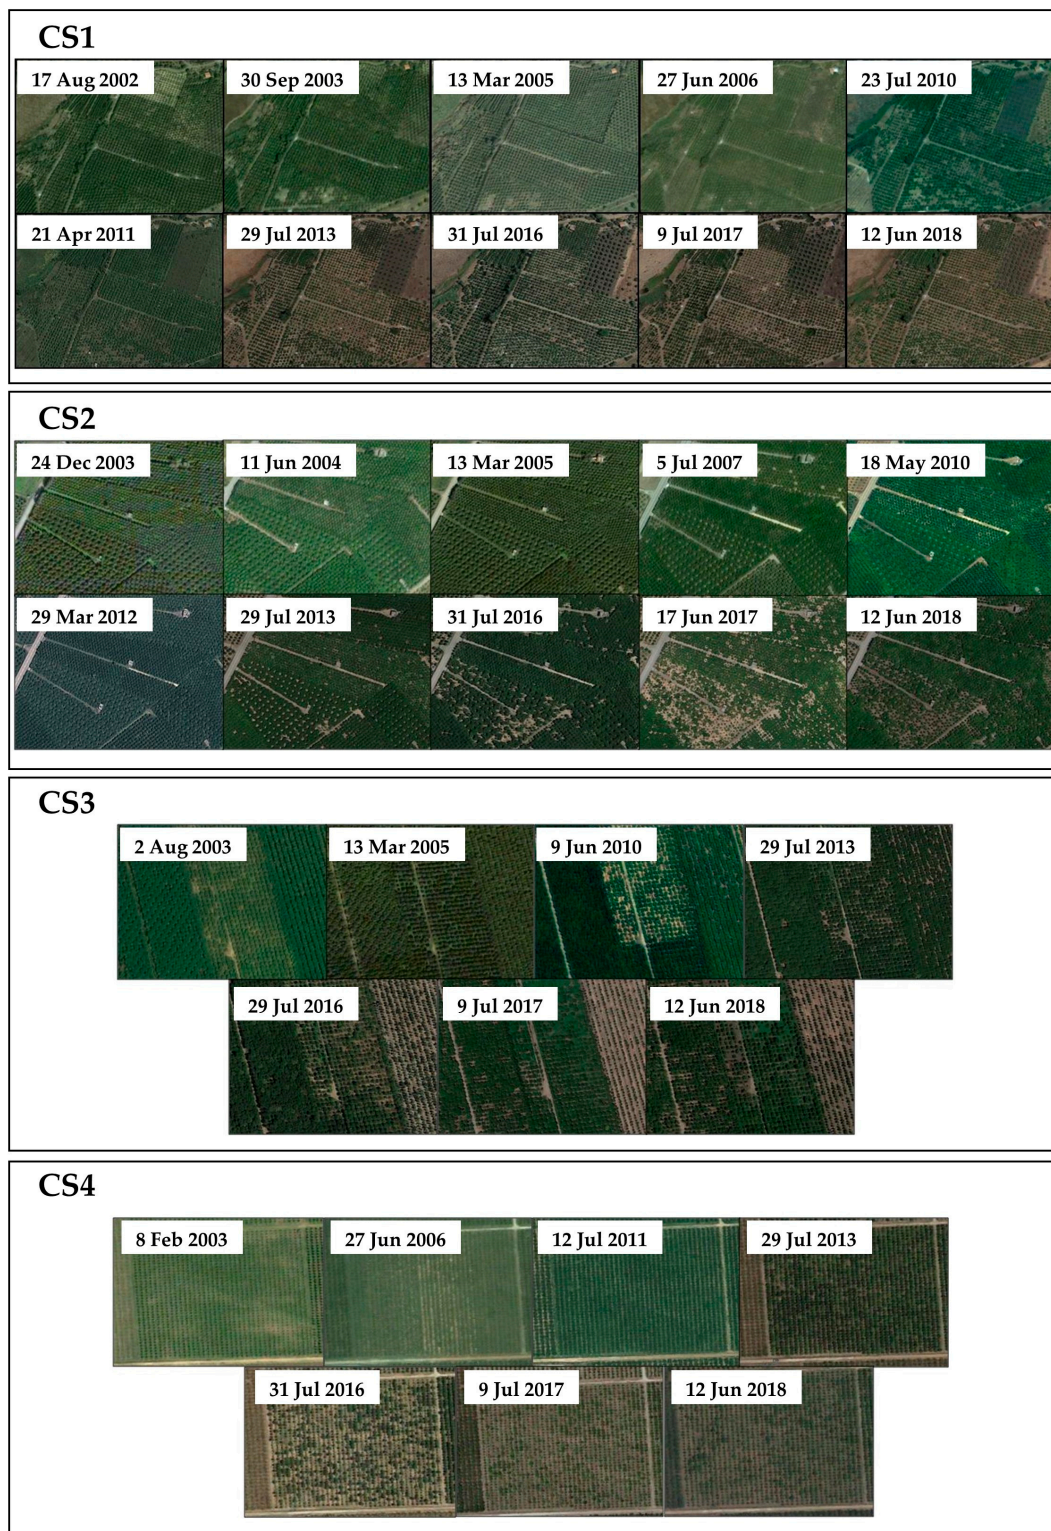 CS1
17 Aug 2002 30 Sep 2003 13 Mar 2005 27 Jun 2006 23 Jul 2010
21 Apr 2011 29 Jul 2013 31 Jul 2016 9 Jul 2017 12 Jun 2018
CS2
24 Dec 2003 11 Jun 2004 13 Mar 2005 5 Jul 2007 18 May 2010
29 Mar 2012 29 Jul 2013 31 Jul 2016 17 Jun 2017 12 Jun 2018
CS3
2 Aug 2003 13 Mar 2005 9 Jun 2010 29 Jul 2013
29 Jul 2016 9 Jul 2017 12 Jun 2018
CS4
8 Feb 2003 27 Jun 2006 12 Jul 2011 29 Jul 2013
31 Jul 2016 9 Jul 2017 12 Jun 2018